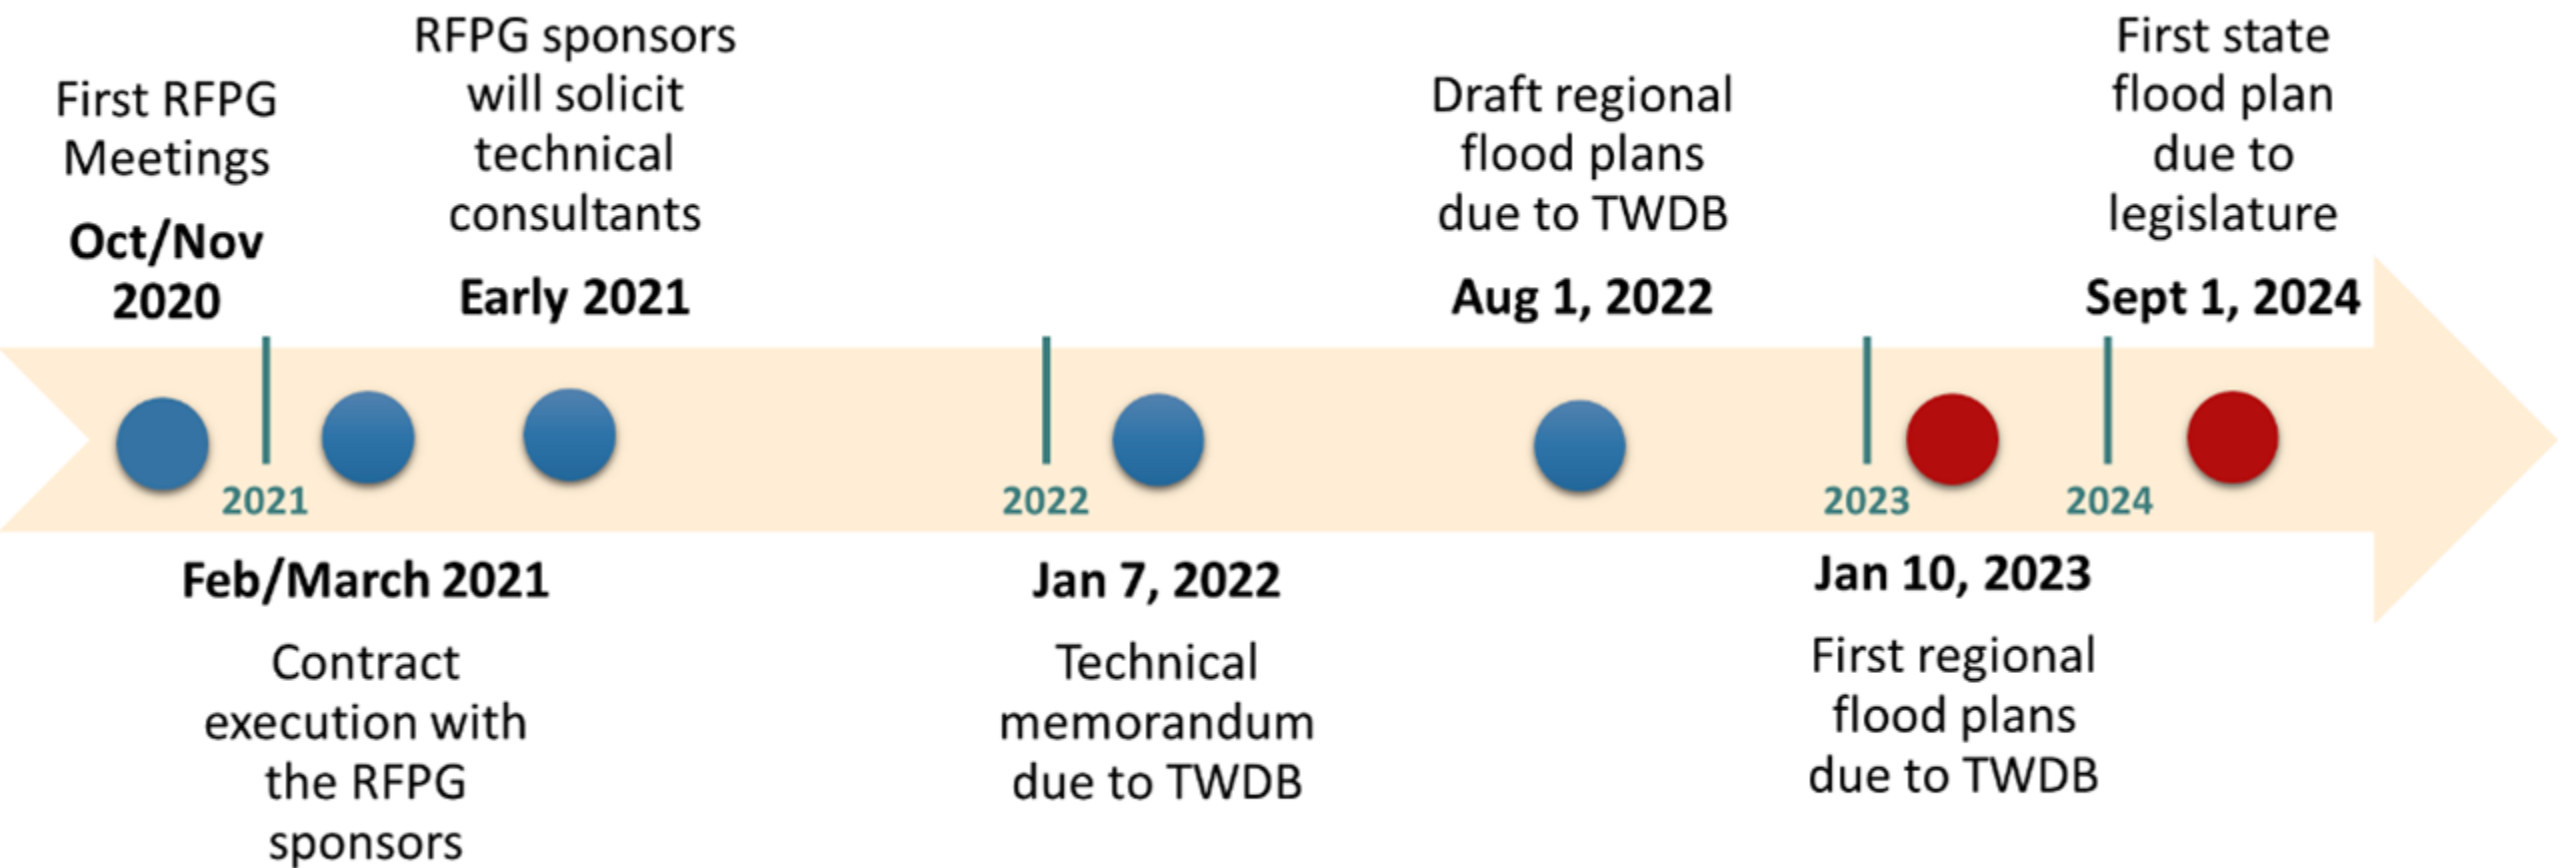 First RFPG
Meetings
Oct/Nov
2020
RFPG sponsors
will solicit
technical
consultants
Early 2021
Draft regional
flood plans
due to TWDB
Aug 1, 2022
First state
flood plan
due to
legislature
Sept 1, 2024
2021
2022
2023
2024
Feb/March 2021
Contract
execution with
the RFPG
sponsors
Jan 7, 2022
Technical
memorandum
due to TWDB
Jan 10, 2023
First regional
flood plans
due to TWDB